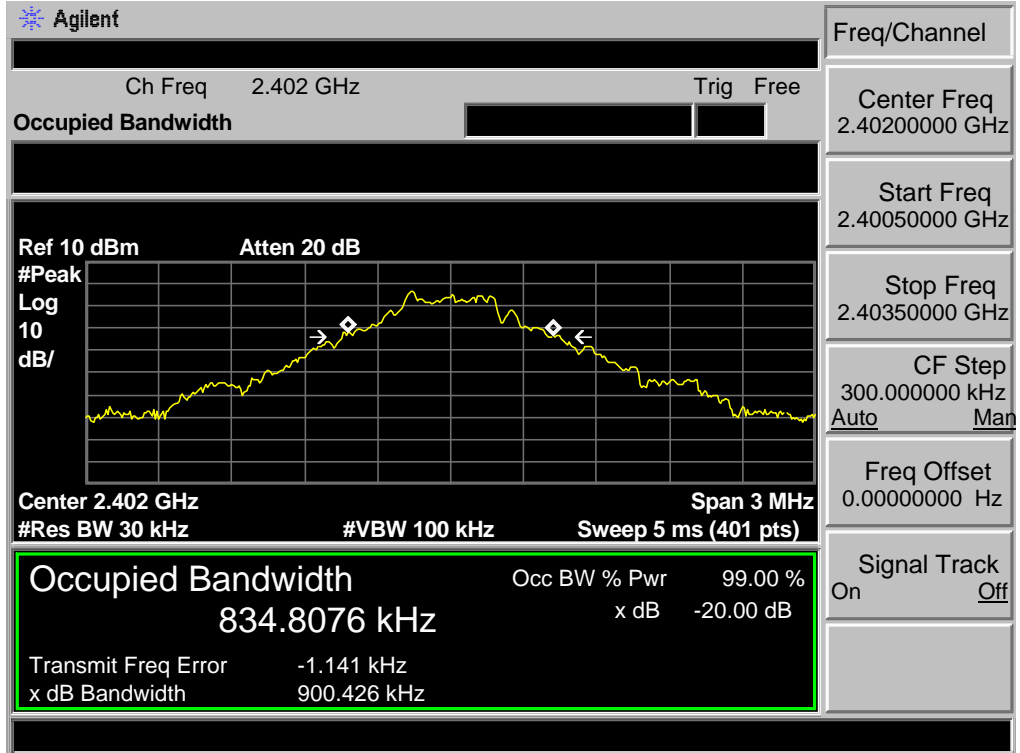 Agilent
Ch Freq 2.402 GHz Trig Free
Occupied Bandwidth
Ref 10 dBm Atten 20 dB
#Peak
Log
10
dB/
Center 2.402 GHz Span 3 MHz
#Res BW 30 kHz #VBW 100 kHz Sweep 5 ms (401 pts)
Occupied Bandwidth Occ BW % Pwr 99.00 %
834.8076 kHz x dB -20.00 dB
Transmit Freq Error -1.141 kHz
x dB Bandwidth 900.426 kHz
Freq/Channel
Center Freq
2.40200000 GHz
Start Freq
2.40050000 GHz
Stop Freq
2.40350000 GHz
CF Step
300.000000 kHz
Auto Man
Freq Offset
0.00000000 Hz
Signal Track
On Off